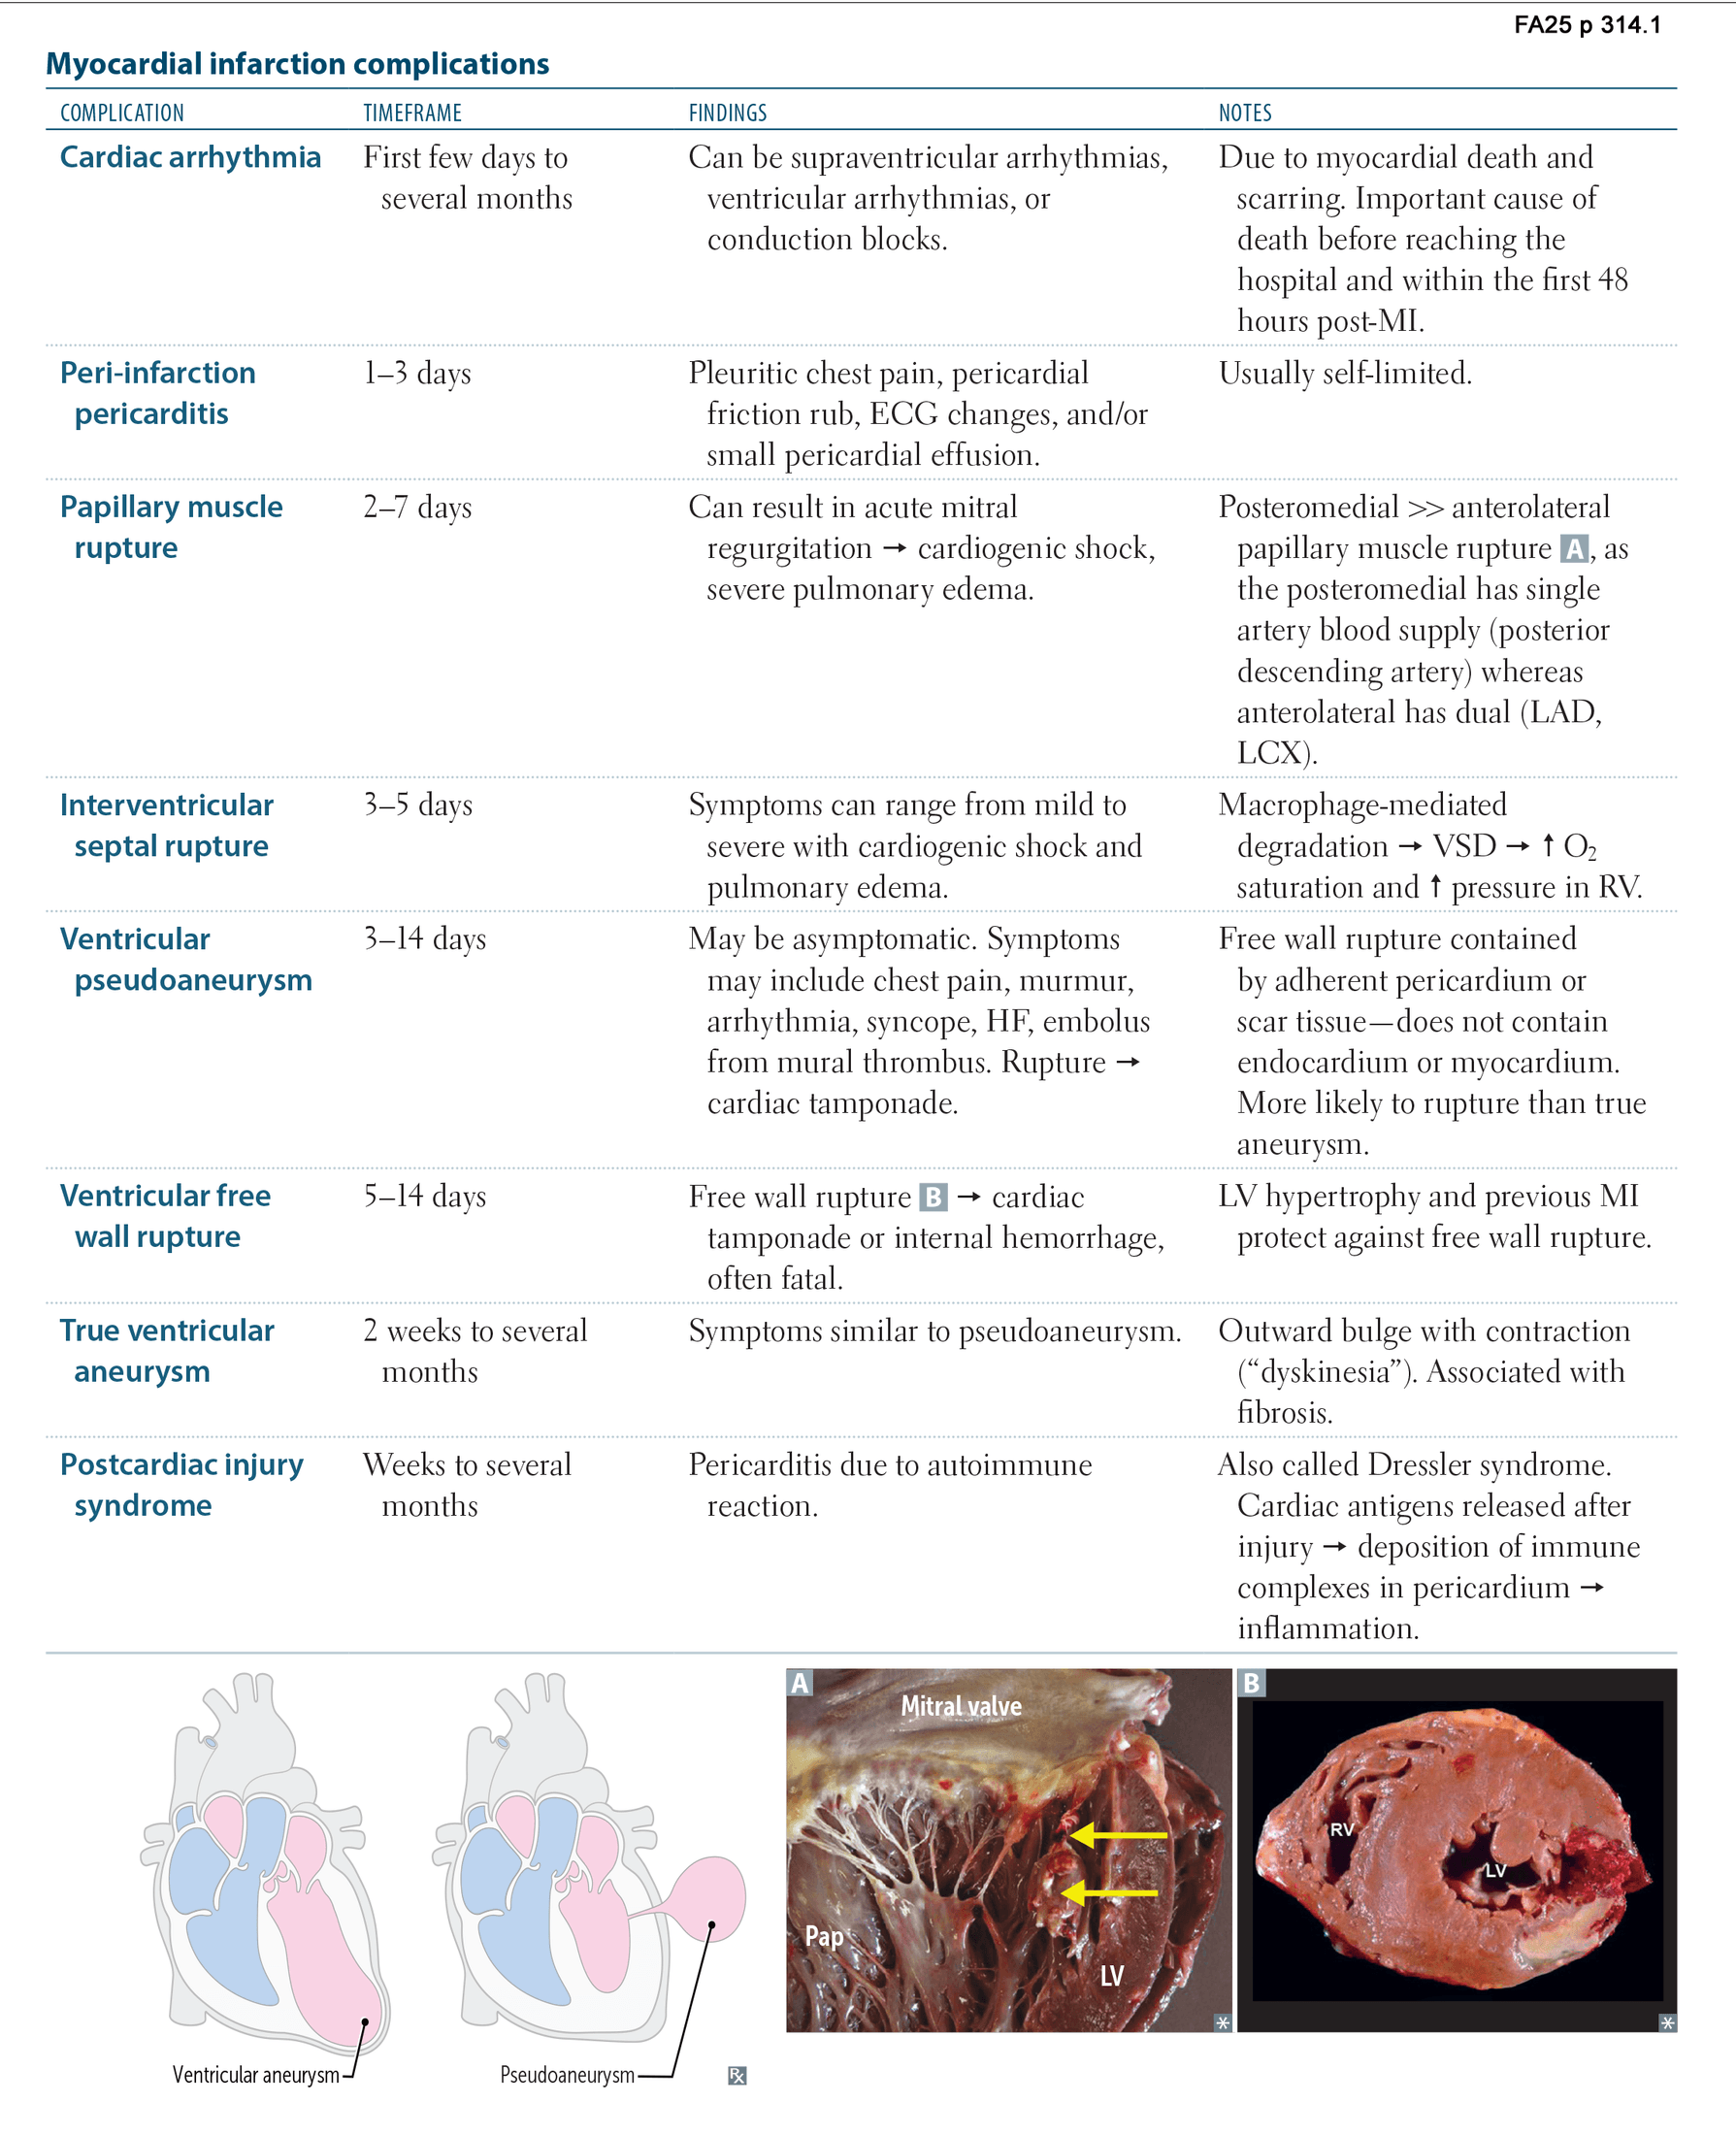 FA25 p 314.1
Myocardial infarction complications
COMPLICATION TIMEFRAME FINDINGS NOTES
Cardiac arrhythmia
First few days to
several months
Can be supraventricular arrhythmias,
ventricular arrhythmias, or
conduction blocks.
Due to myocardial death and
scarring. Important cause of
death before reaching the
hospital and within the first 48
hours post-MI.
Peri-infarction
pericarditis
1–3 days
Pleuritic chest pain, pericardial
friction rub, ECG changes, and/or
small pericardial effusion.
Usually self-limited.
Papillary muscle
rupture
2–7 days
Can result in acute mitral
regurgitation → cardiogenic shock,
severe pulmonary edema.
Posteromedial >> anterolateral
papillary muscle rupture A, as
the posteromedial has single
artery blood supply (posterior
descending artery) whereas
anterolateral has dual (LAD,
LCX).
Interventricular
septal rupture
3–5 days
Symptoms can range from mild to
severe with cardiogenic shock and
pulmonary edema.
Macrophage-mediated
degradation → VSD → ↑ O₂
saturation and ↑ pressure in RV.
Ventricular
pseudoaneurysm
3–14 days
May be asymptomatic. Symptoms
may include chest pain, murmur,
arrhythmia, syncope, HF, embolus
from mural thrombus. Rupture →
cardiac tamponade.
Free wall rupture contained
by adherent pericardium or
scar tissue—does not contain
endocardium or myocardium.
More likely to rupture than true
aneurysm.
Ventricular free
wall rupture
5–14 days
Free wall rupture B → cardiac
tamponade or internal hemorrhage,
often fatal.
LV hypertrophy and previous MI
protect against free wall rupture.
True ventricular
aneurysm
2 weeks to several
months
Symptoms similar to pseudoaneurysm.
Outward bulge with contraction
(“dyskinesia”). Associated with
fibrosis.
Postcardiac injury
syndrome
Weeks to several
months
Pericarditis due to autoimmune
reaction.
Also called Dressler syndrome.
Cardiac antigens released after
injury → deposition of immune
complexes in pericardium →
inflammation.
Ventricular aneurysm
Pseudoaneurysm
Rx
A
Mitral valve
Pap
LV
*
B
RV
LV
*